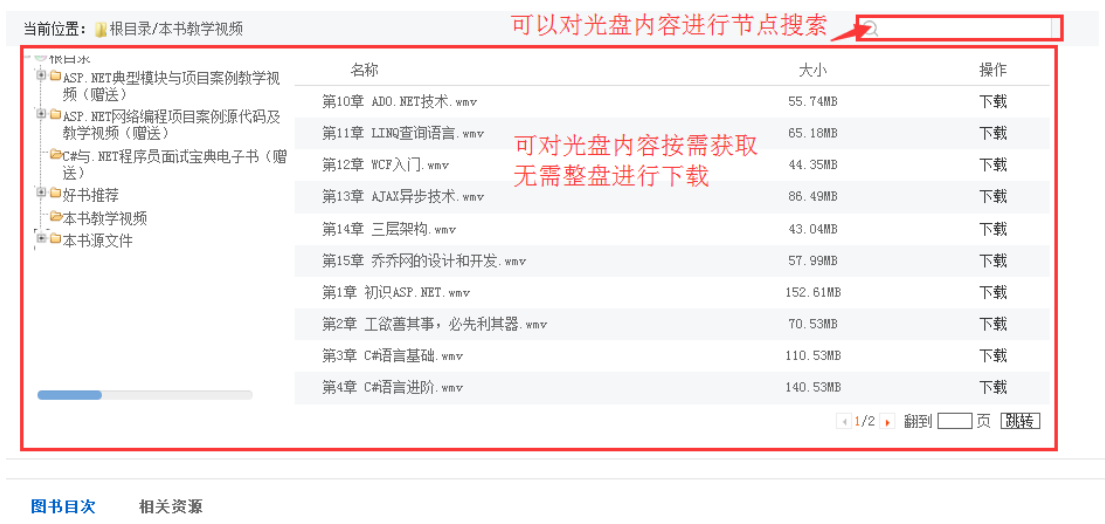 当前位置： 根目录/本书教学视频
可以对光盘内容进行节点搜索
根目录
ASP.NET典型模块与项目案例教学视
频（赠送）
ASP.NET网络编程项目案例源代码及
教学视频（赠送）
C#与.NET程序员面试宝典电子书（赠
送）
好书推荐
本书教学视频
本书源文件
名称 大小 操作
第10章 ADO.NET技术.wmv 55.74MB 下载
第11章 LINQ查询语言.wmv 65.18MB 下载
第12章 WCF入门.wmv 44.35MB 下载
第13章 AJAX异步技术.wmv 86.49MB 下载
第14章 三层架构.wmv 43.04MB 下载
第15章 乔乔网的设计和开发.wmv 57.99MB 下载
第1章 初识ASP.NET.wmv 152.61MB 下载
第2章 工欲善其事，必先利其器.wmv 70.53MB 下载
第3章 C#语言基础.wmv 110.53MB 下载
第4章 C#语言进阶.wmv 140.53MB 下载
可对光盘内容按需获取
无需整盘进行下载
1/2 翻到 页 跳转
图书目次 相关资源